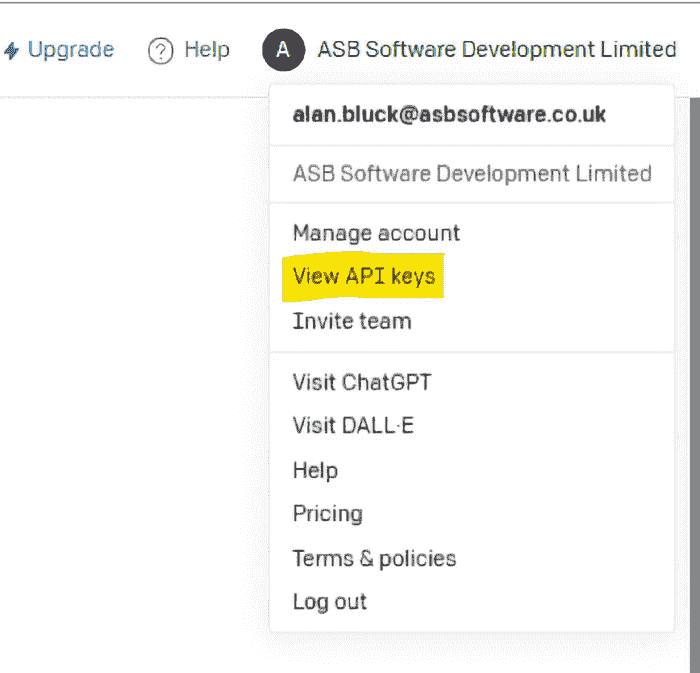 Upgrade ? Help A ASB Software Development Limited
alan.bluck@asbsoftware.co.uk
ASB Software Development Limited
Manage account
View API keys
Invite team
Visit ChatGPT
Visit DALL·E
Help
Pricing
Terms & policies
Log out